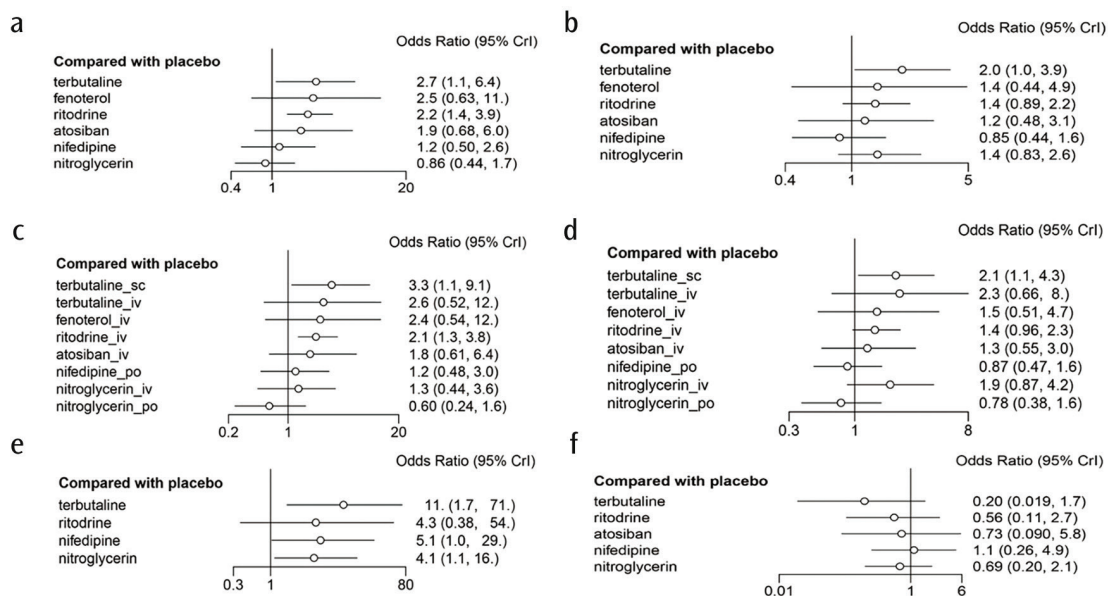 a
Odds Ratio (95% CrI)
Compared with placebo
terbutaline 2.7 (1.1, 6.4)
fenoterol 2.5 (0.63, 11.)
ritodrine 2.2 (1.4, 3.9)
atosiban 1.9 (0.68, 6.0)
nifedipine 1.2 (0.50, 2.6)
nitroglycerin 0.86 (0.44, 1.7)
0.4 1 20
b
Odds Ratio (95% CrI)
Compared with placebo
terbutaline 2.0 (1.0, 3.9)
fenoterol 1.4 (0.44, 4.9)
ritodrine 1.4 (0.89, 2.2)
atosiban 1.2 (0.48, 3.1)
nifedipine 0.85 (0.44, 1.6)
nitroglycerin 1.4 (0.83, 2.6)
0.4 1 5
c
Odds Ratio (95% CrI)
Compared with placebo
terbutaline_sc 3.3 (1.1, 9.1)
terbutaline_iv 2.6 (0.52, 12.)
fenoterol_iv 2.4 (0.54, 12.)
ritodrine_iv 2.1 (1.3, 3.8)
atosiban_iv 1.8 (0.61, 6.4)
nifedipine_po 1.2 (0.48, 3.0)
nitroglycerin_iv 1.3 (0.44, 3.6)
nitroglycerin_po 0.60 (0.24, 1.6)
0.2 1 20
d
Odds Ratio (95% CrI)
Compared with placebo
terbutaline_sc 2.1 (1.1, 4.3)
terbutaline_iv 2.3 (0.66, 8.)
fenoterol_iv 1.5 (0.51, 4.7)
ritodrine_iv 1.4 (0.96, 2.3)
atosiban_iv 1.3 (0.55, 3.0)
nifedipine_po 0.87 (0.47, 1.6)
nitroglycerin_iv 1.9 (0.87, 4.2)
nitroglycerin_po 0.78 (0.38, 1.6)
0.3 1 8
e
Odds Ratio (95% CrI)
Compared with placebo
terbutaline 11. (1.7, 71.)
ritodrine 4.3 (0.38, 54.)
nifedipine 5.1 (1.0, 29.)
nitroglycerin 4.1 (1.1, 16.)
0.3 1 80
f
Odds Ratio (95% CrI)
Compared with placebo
terbutaline 0.20 (0.019, 1.7)
ritodrine 0.56 (0.11, 2.7)
atosiban 0.73 (0.090, 5.8)
nifedipine 1.1 (0.26, 4.9)
nitroglycerin 0.69 (0.20, 2.1)
0.01 1 6